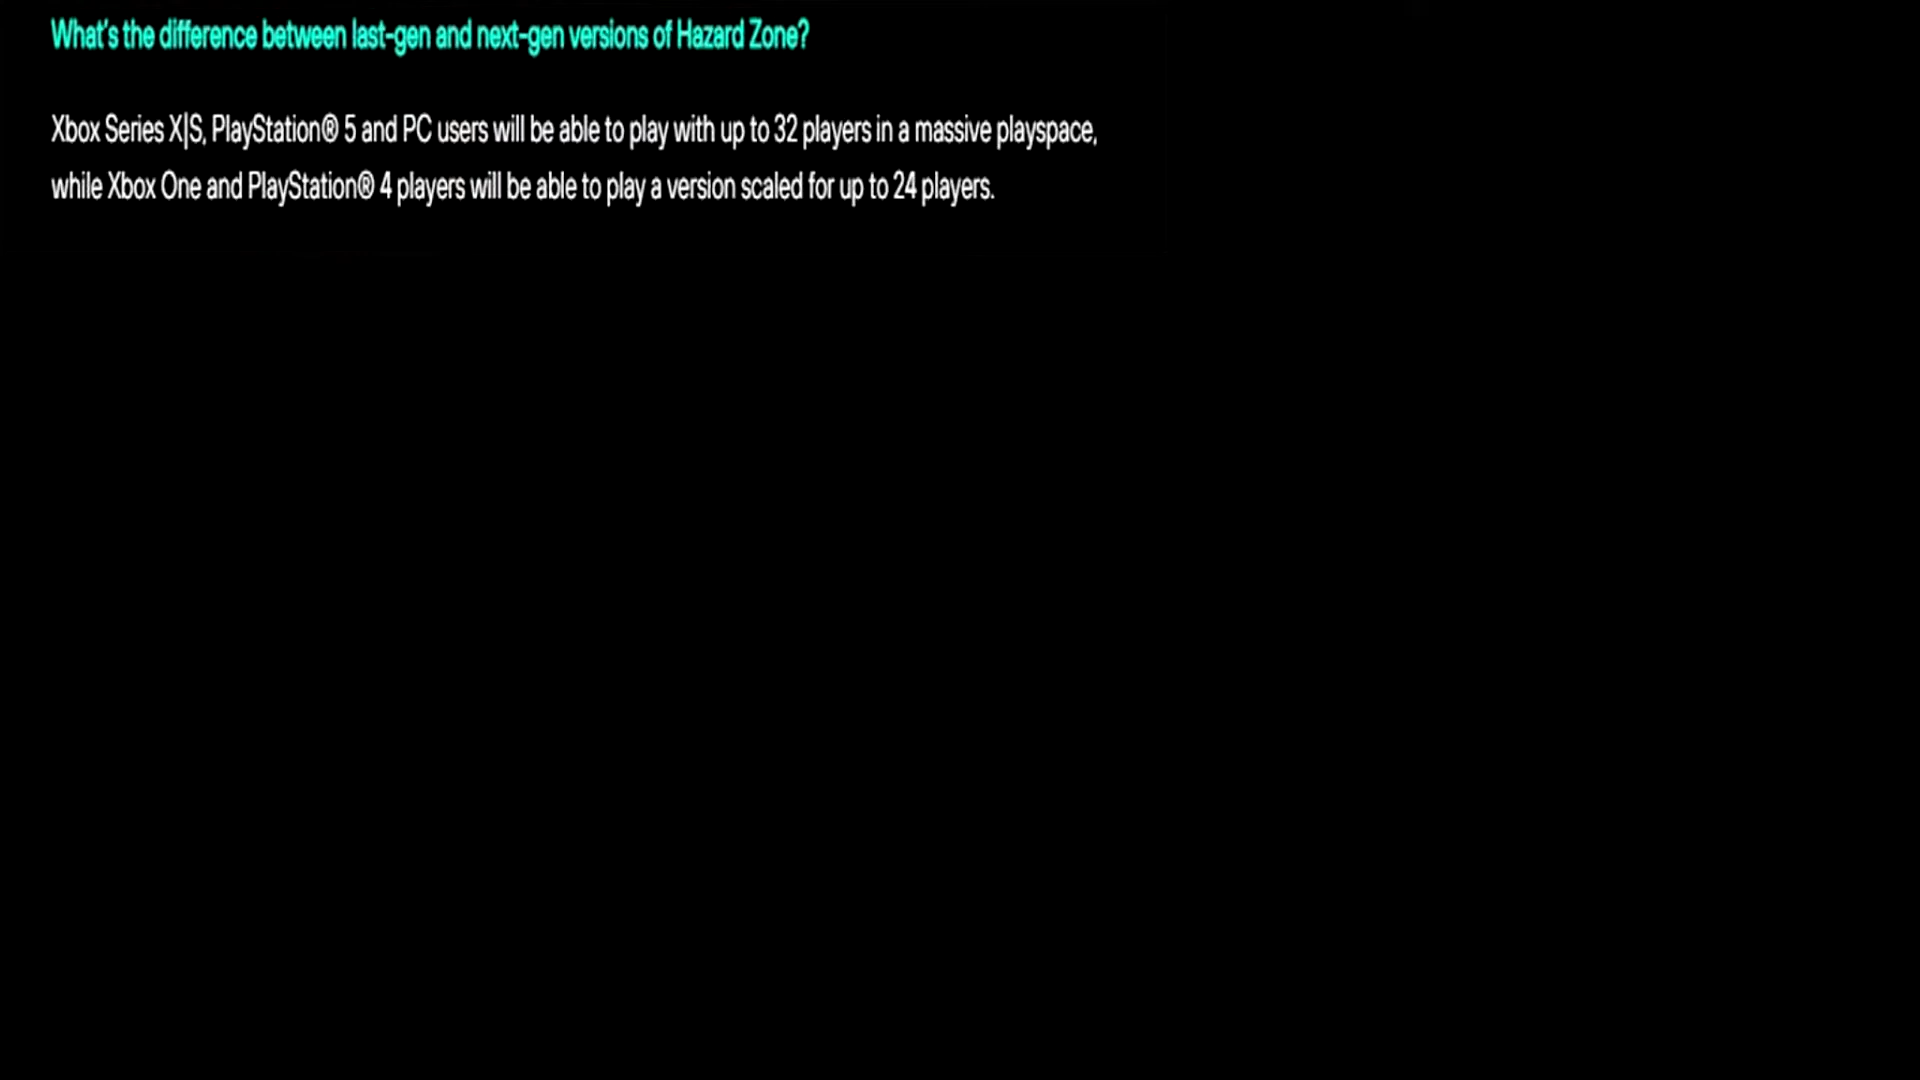 What's the difference between last-gen and next-gen versions of Hazard Zone?
Xbox Series X|S, PlayStation® 5 and PC users will be able to play with up to 32 players in a massive playspace,
while Xbox One and PlayStation® 4 players will be able to play a version scaled for up to 24 players.